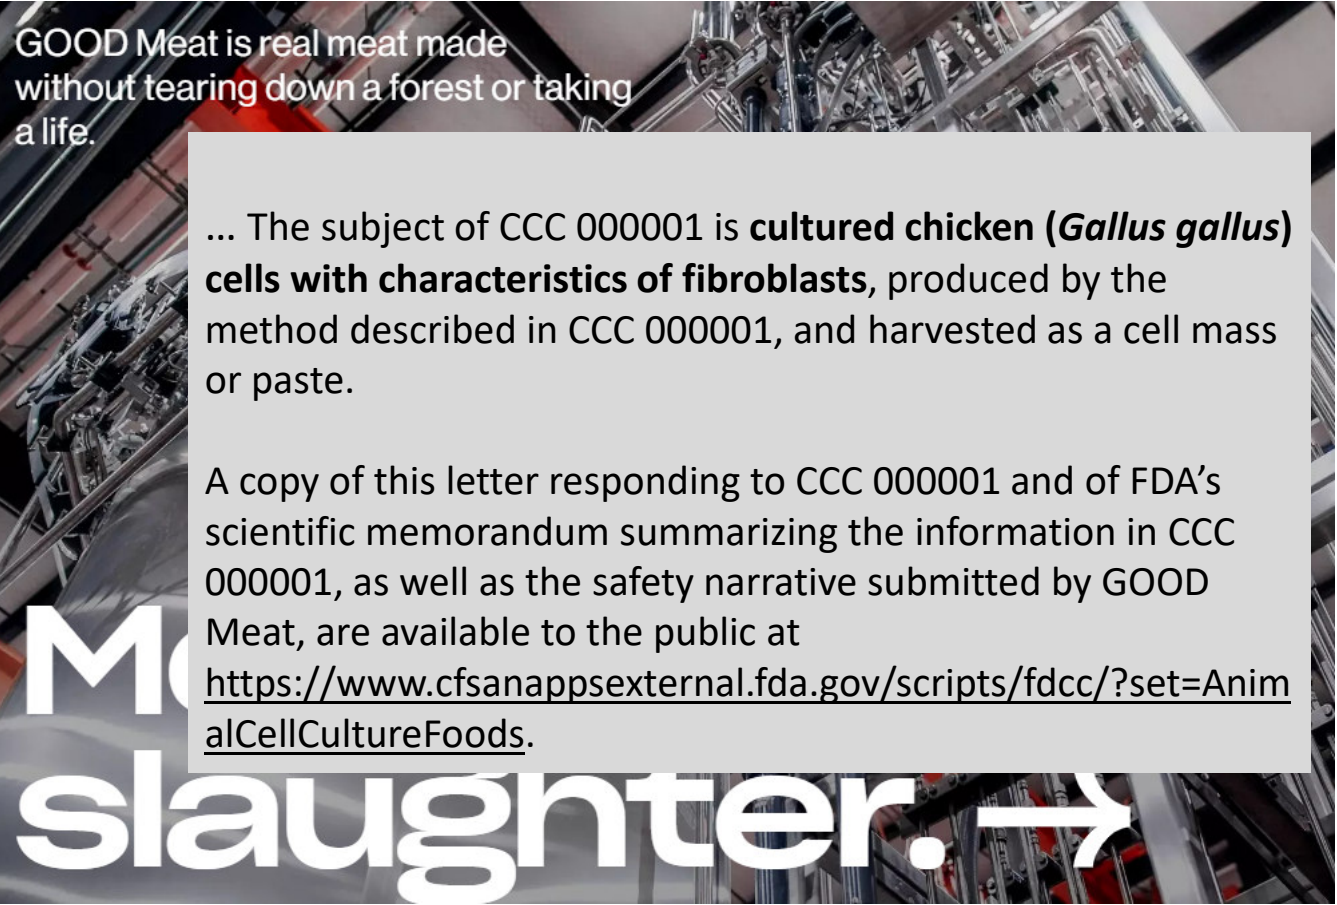 GOOD Meat is real meat made
without tearing down a forest or taking
a life.
... The subject of CCC 000001 is cultured chicken (Gallus gallus)
cells with characteristics of fibroblasts, produced by the
method described in CCC 000001, and harvested as a cell mass
or paste.
A copy of this letter responding to CCC 000001 and of FDA’s
scientific memorandum summarizing the information in CCC
000001, as well as the safety narrative submitted by GOOD
Meat, are available to the public at
https://www.cfsanappsexternal.fda.gov/scripts/fdcc/?set=Anim
alCellCultureFoods.
slaughter. →